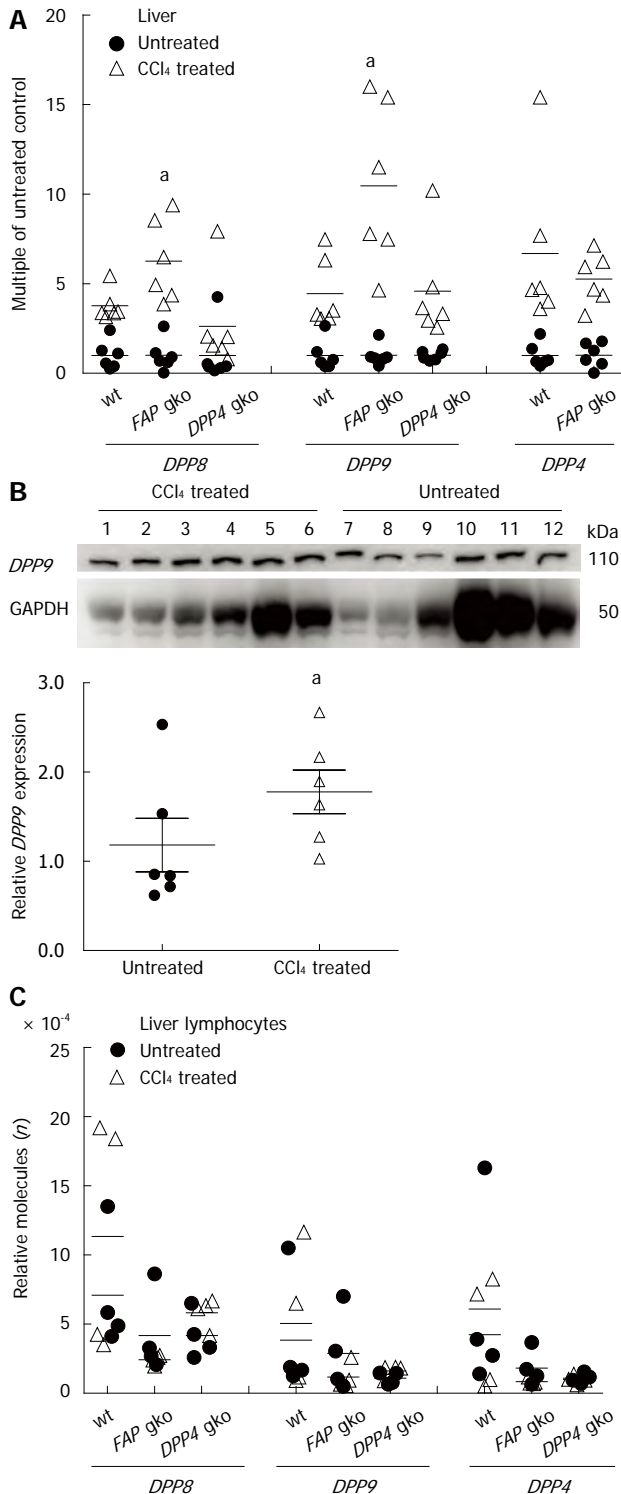 A
Liver
Untreated
CCl₄ treated
Multiple of untreated control
20
15
10
5
0
a
a
wt
FAP gko
DPP4 gko
wt
FAP gko
DPP4 gko
wt
FAP gko
DPP8
DPP9
DPP4
B
CCl₄ treated
Untreated
1 2 3 4 5 6 7 8 9 10 11 12
kDa
DPP9
110
GAPDH
50
Relative DPP9 expression
3.0
2.0
1.0
0.0
a
Untreated
CCl₄ treated
C
× 10⁻⁴
Liver lymphocytes
Untreated
CCl₄ treated
Relative molecules (n)
25
20
15
10
5
0
wt
FAP gko
DPP4 gko
wt
FAP gko
DPP4 gko
wt
FAP gko
DPP4 gko
DPP8
DPP9
DPP4